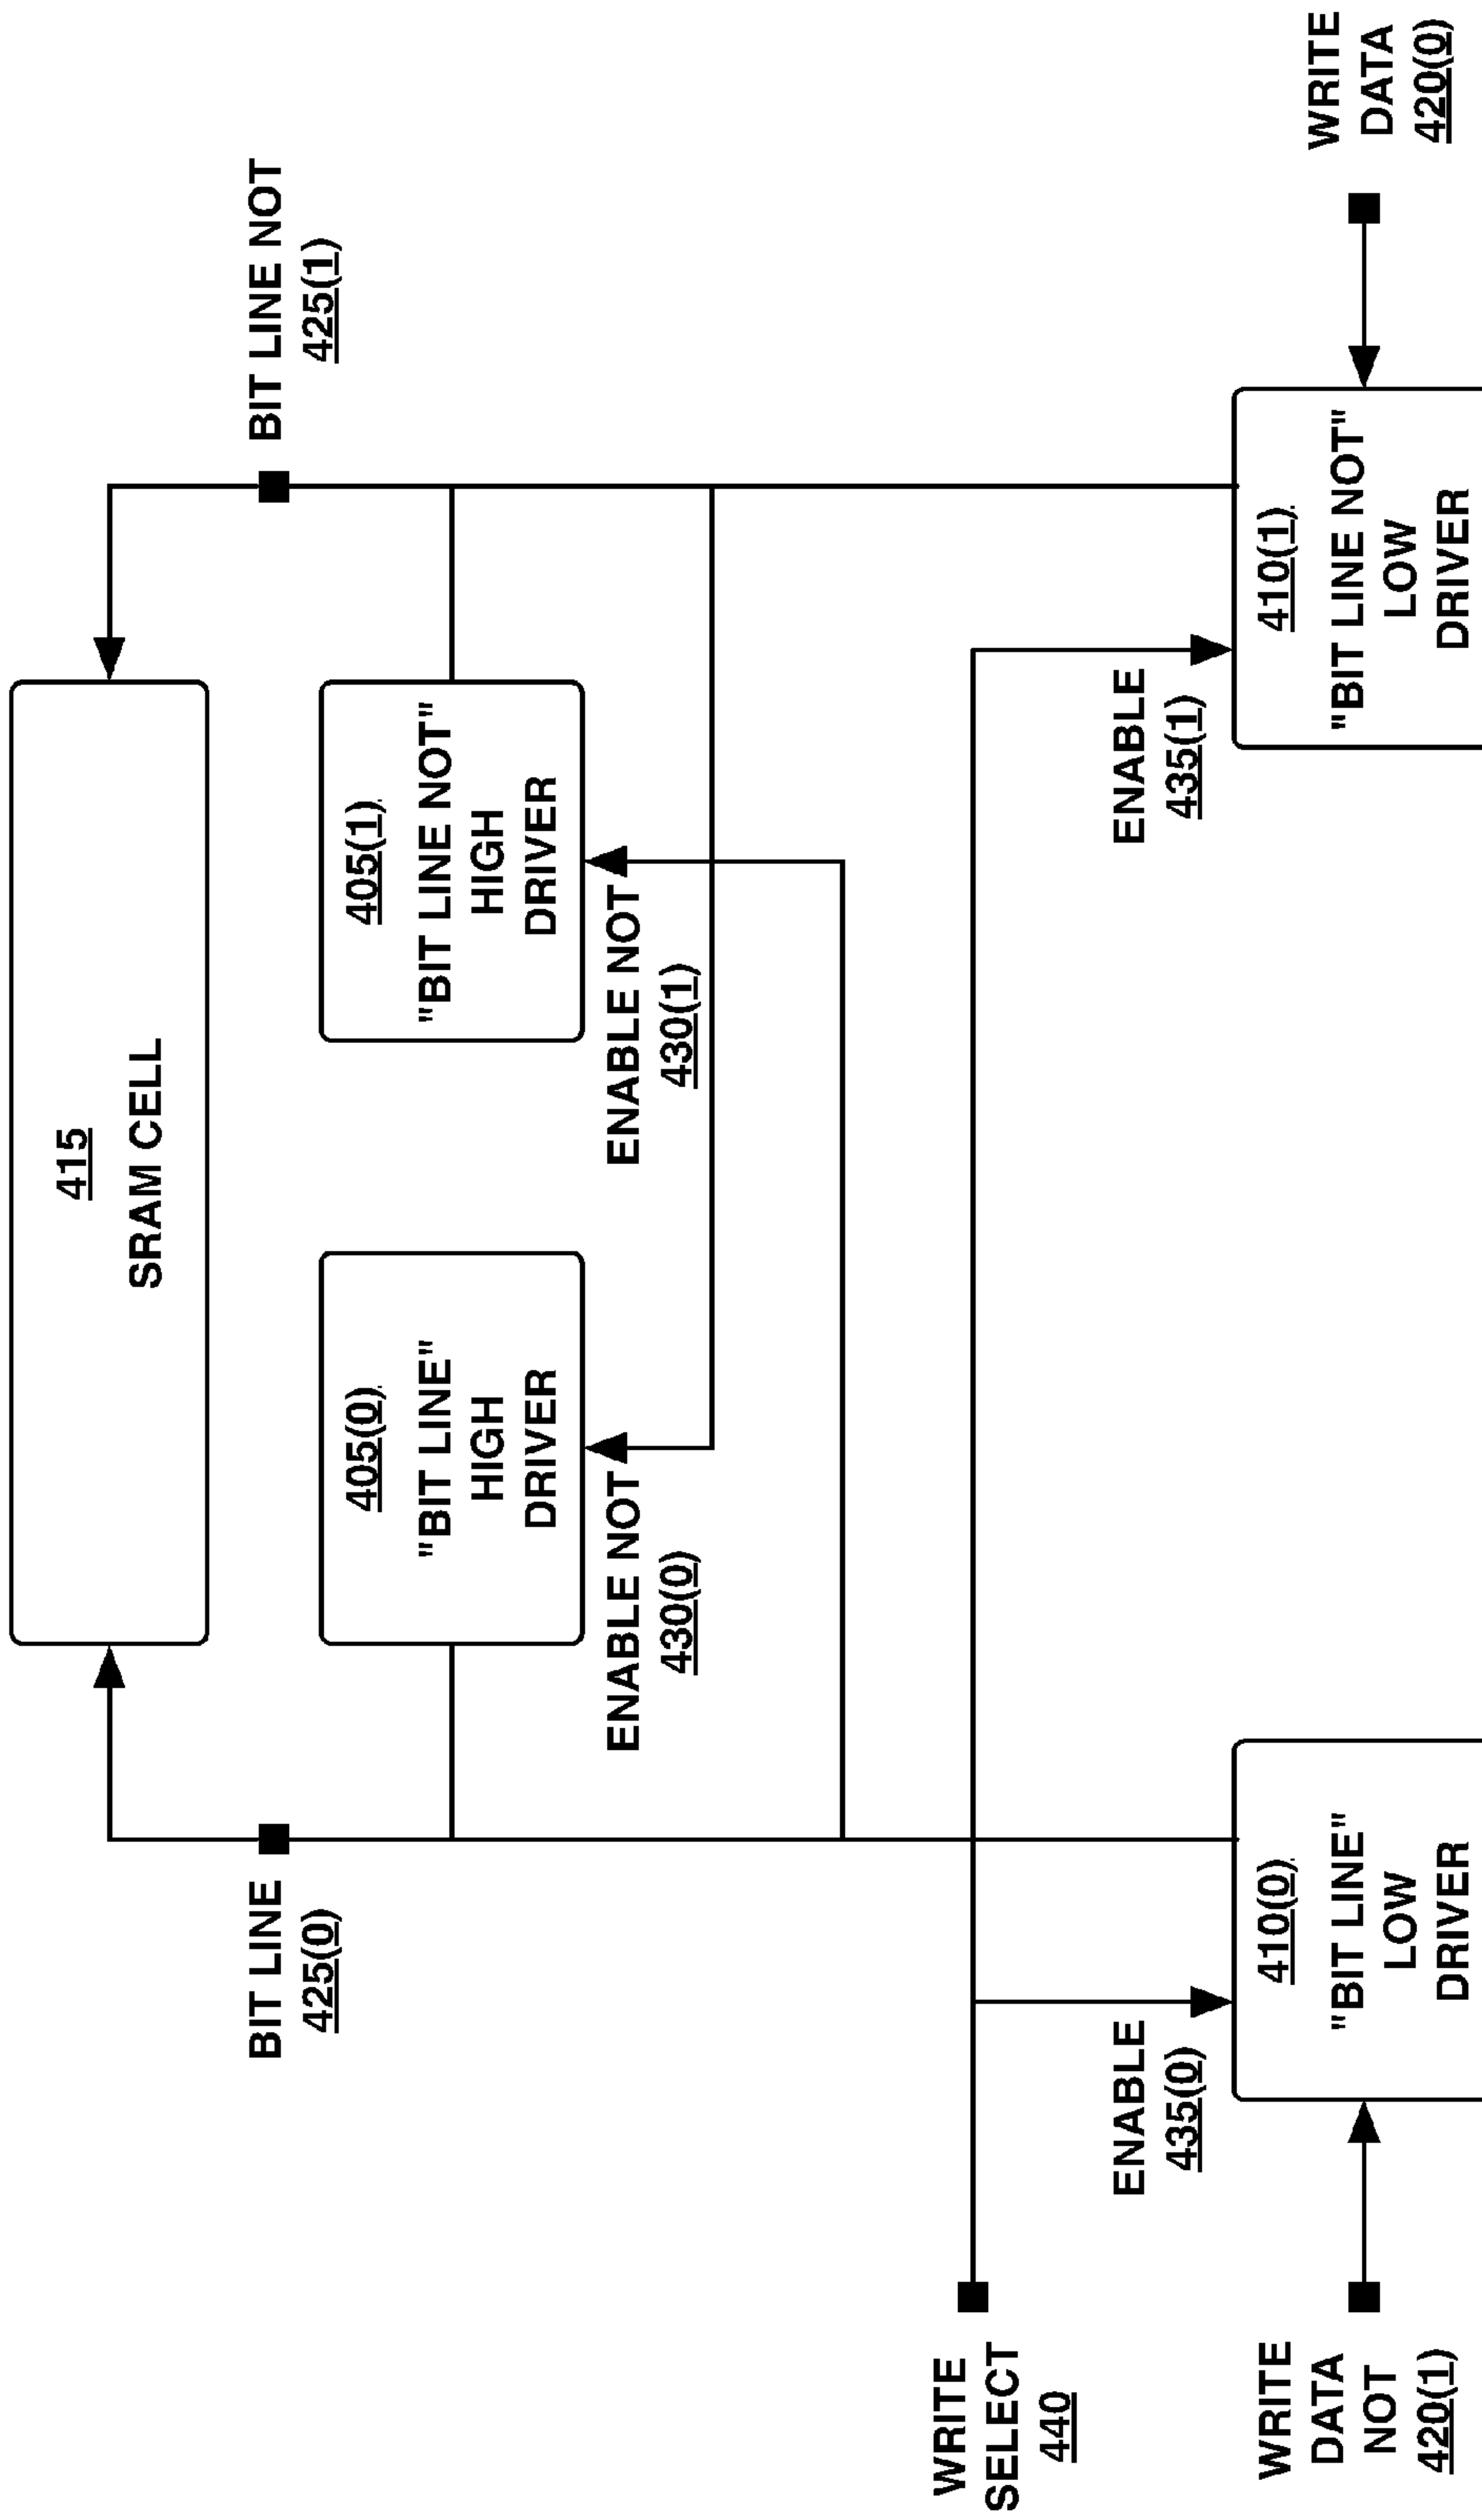 415
SRAM CELL
BIT LINE
425(0)
BIT LINE NOT
425(1)
405(0)
"BIT LINE"
HIGH
DRIVER
405(1)
"BIT LINE NOT"
HIGH
DRIVER
ENABLE NOT
430(0)
ENABLE NOT
430(1)
WRITE
SELECT
440
ENABLE
435(0)
ENABLE
435(1)
WRITE
DATA
NOT
420(1)
410(0)
"BIT LINE"
LOW
DRIVER
410(1)
"BIT LINE NOT"
LOW
DRIVER
WRITE
DATA
420(0)